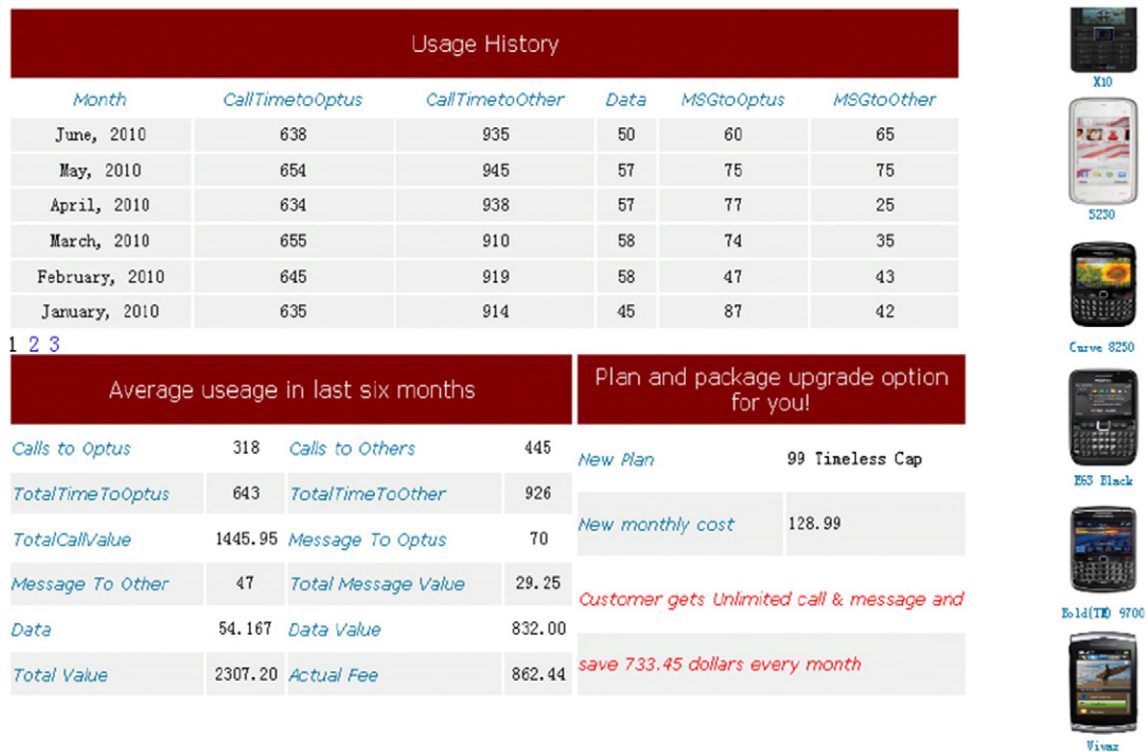 Usage History
Month CallTimetoOptus CallTimetoOther Data MSGtoOptus MSGtoOther
June, 2010 638 935 50 60 65
May, 2010 654 945 57 75 75
April, 2010 634 938 57 77 25
March, 2010 655 910 58 74 35
February, 2010 645 919 58 47 43
January, 2010 635 914 45 87 42
1 2 3
Average useage in last six months
Calls to Optus 318 Calls to Others 445
TotalTimeToOptus 643 TotalTimeToOther 926
TotalCallValue 1445.95 Message To Optus 70
Message To Other 47 Total Message Value 29.25
Data 54.167 Data Value 832.00
Total Value 2307.20 Actual Fee 862.44
Plan and package upgrade option
for you!
New Plan 99 Timeless Cap
New monthly cost 128.99
Customer gets Unlimited call & message and
save 733.45 dollars every month
X10
5230
Curve 8250
E63 Black
Bold(TM) 9700
Vivaz